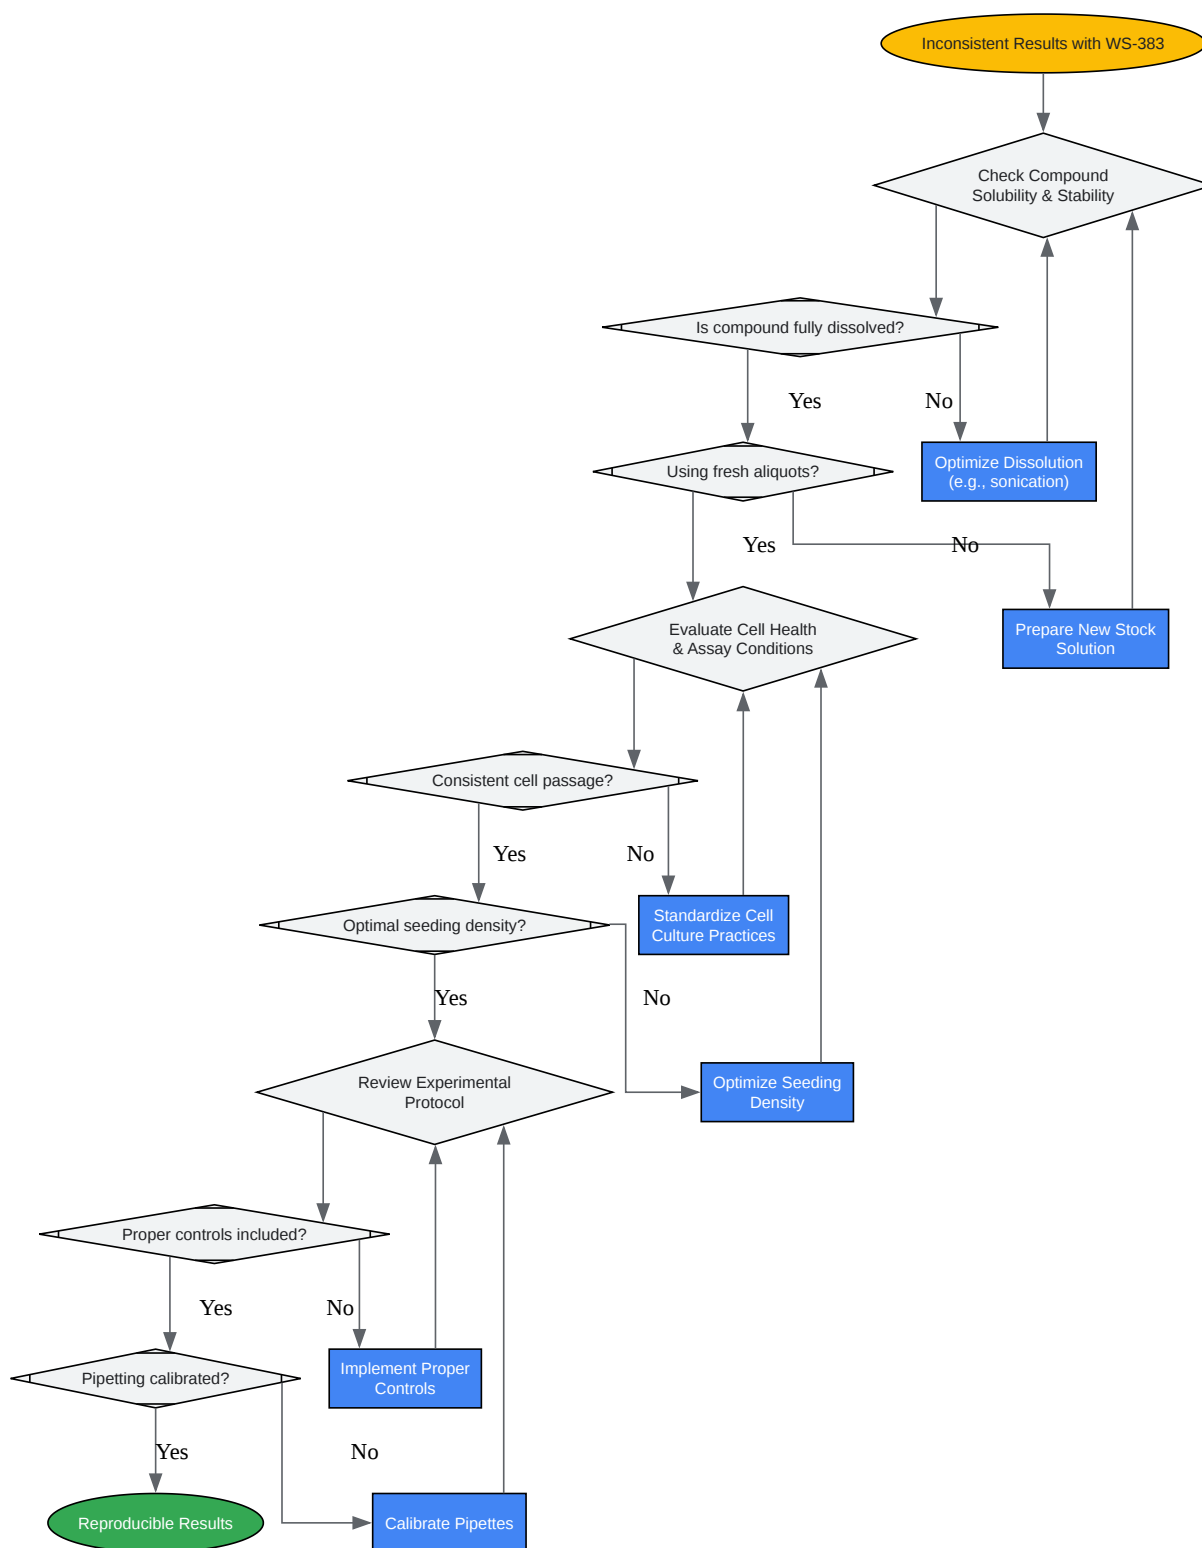 Inconsistent Results with WS-383
Check Compound
Solubility & Stability
Is compound fully dissolved?
Yes
No
Using fresh aliquots?
Optimize Dissolution
(e.g., sonication)
Yes
No
Evaluate Cell Health
& Assay Conditions
Prepare New Stock
Solution
Consistent cell passage?
Yes
No
Optimal seeding density?
Standardize Cell
Culture Practices
Yes
No
Review Experimental
Protocol
Optimize Seeding
Density
Proper controls included?
Yes
No
Pipetting calibrated?
Implement Proper
Controls
Yes
No
Reproducible Results
Calibrate Pipettes